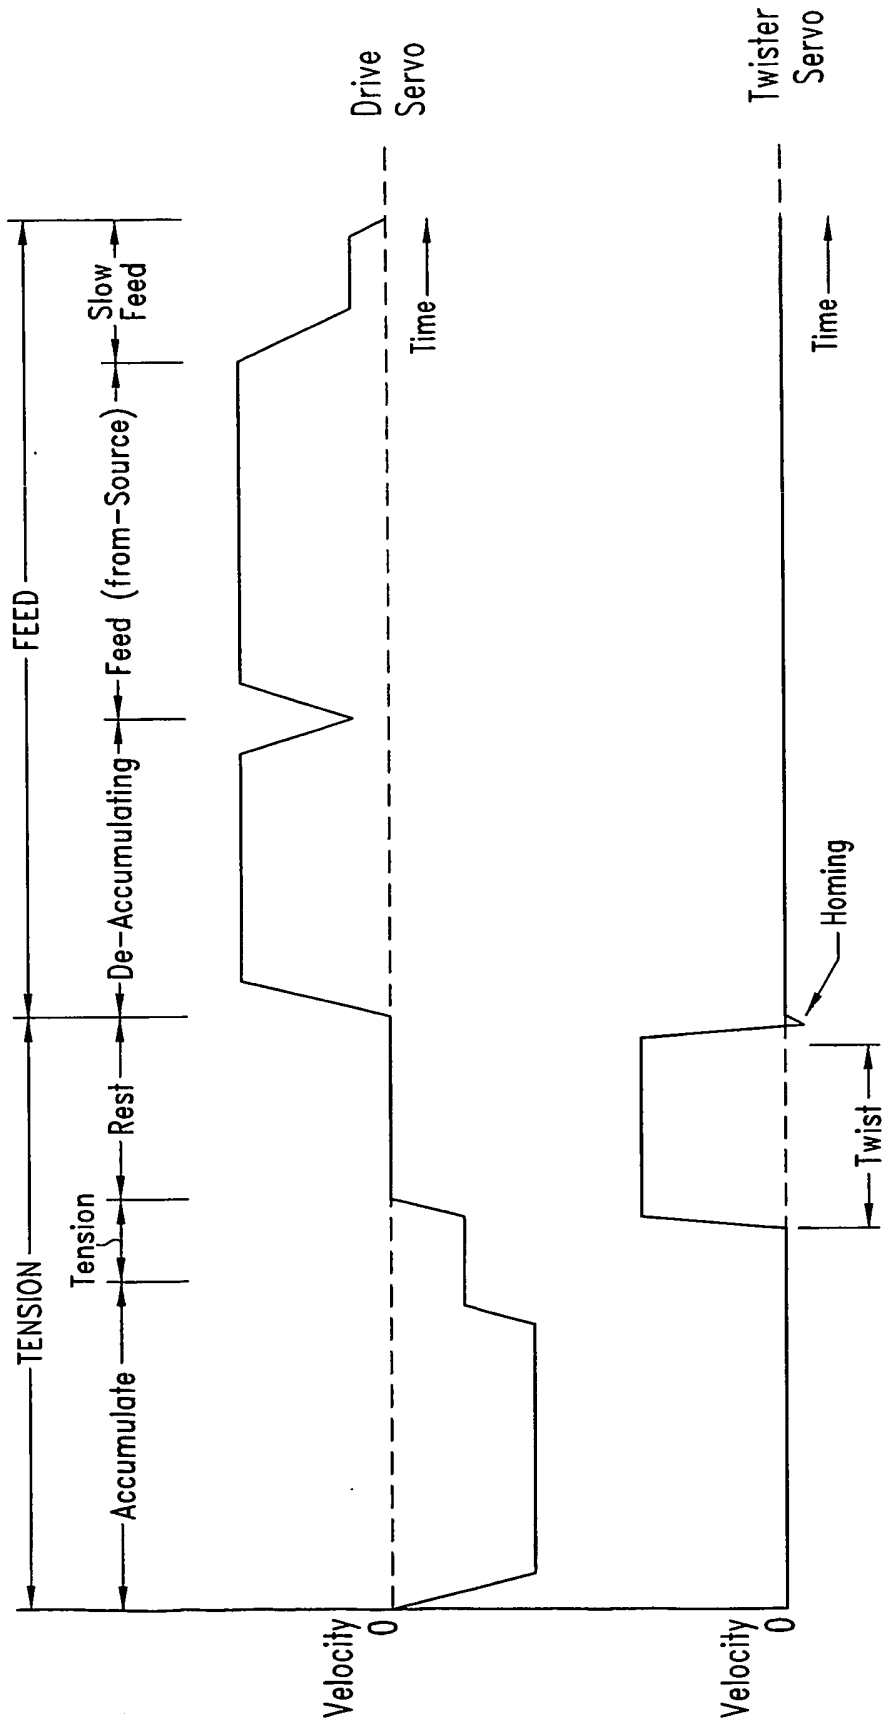 TENSION
FEED
Accumulate
Tension
Rest
De-Accumulating
Feed (from-Source)
Slow
Feed
Velocity
0
Drive
Servo
Time
Velocity
0
Twister
Servo
Time
Homing
Twist